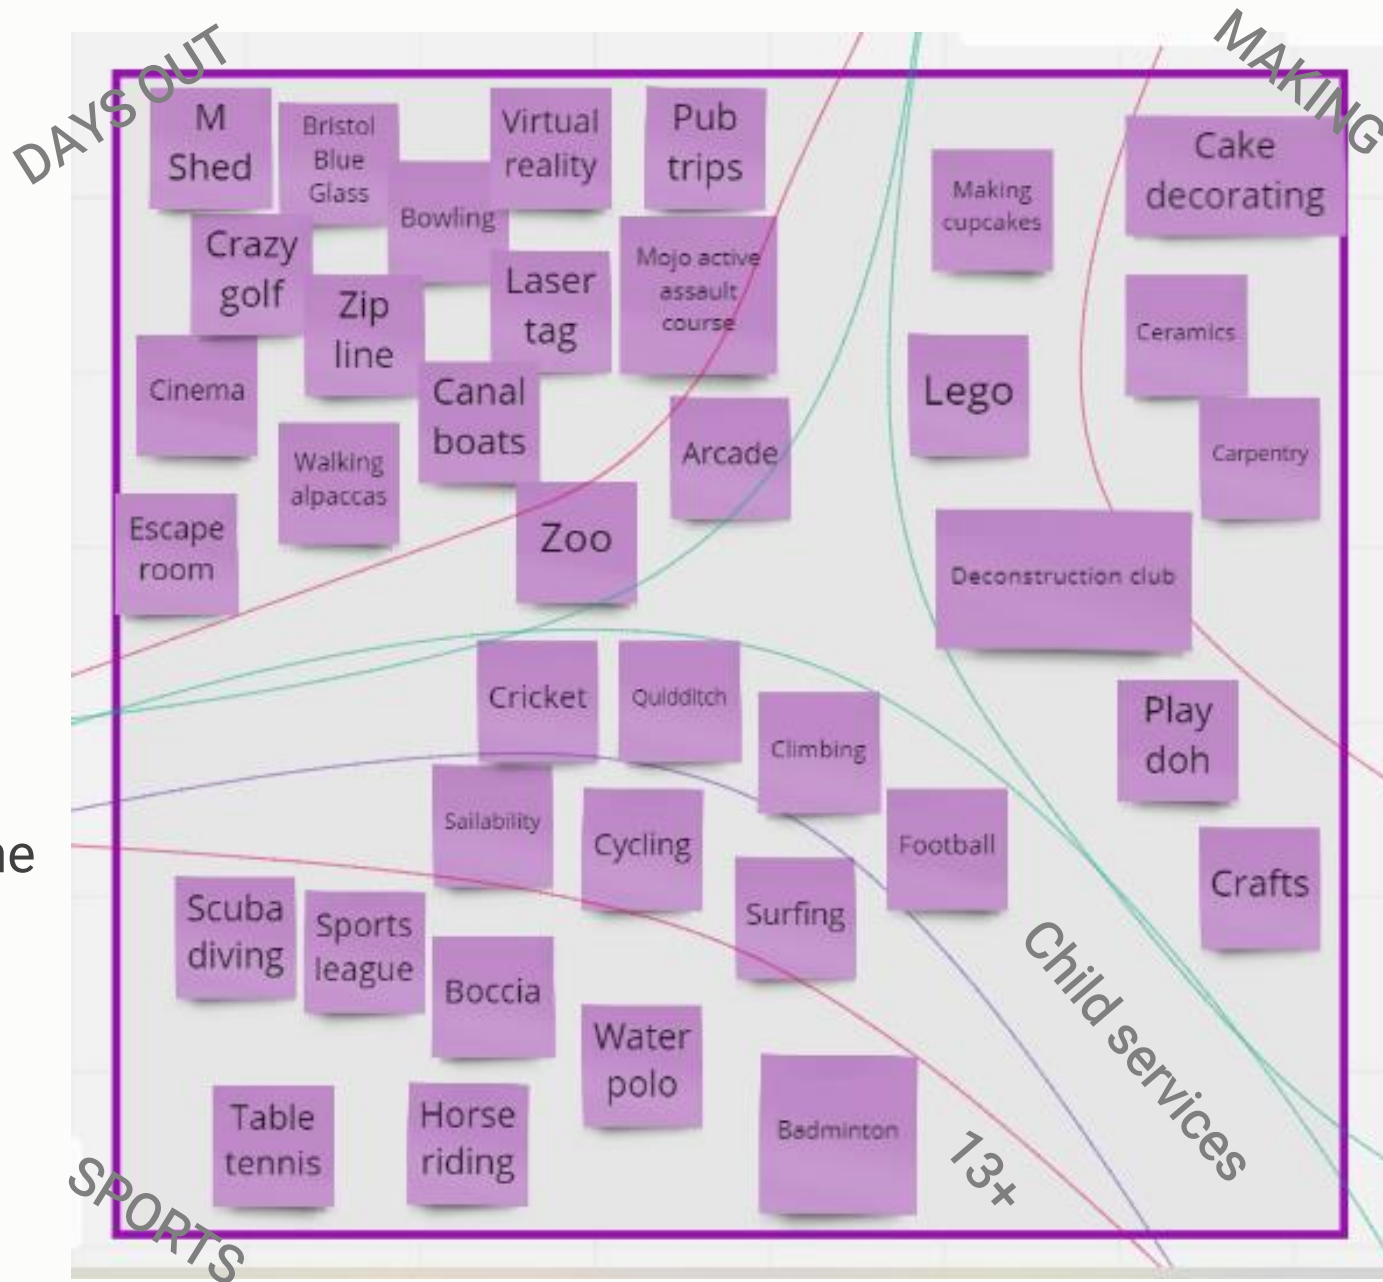 DAYS OUT
MAKING
M
Shed
Bristol
Blue
Glass
Bowling
Virtual
reality
Pub
trips
Making
cupcakes
Cake
decorating
Crazy
golf
Zip
line
Laser
tag
Mojo active
assault
course
Ceramics
Cinema
Canal
boats
Lego
Arcade
Carpentry
Walking
alpaccas
Escape
room
Zoo
Deconstruction club
Cricket
Quidditch
Climbing
Play
doh
Sailability
Cycling
Football
ne
Surfing
Crafts
Scuba
diving
Sports
league
Boccia
Water
polo
Child services
Table
tennis
Horse
riding
Badminton
13+
SPORTS